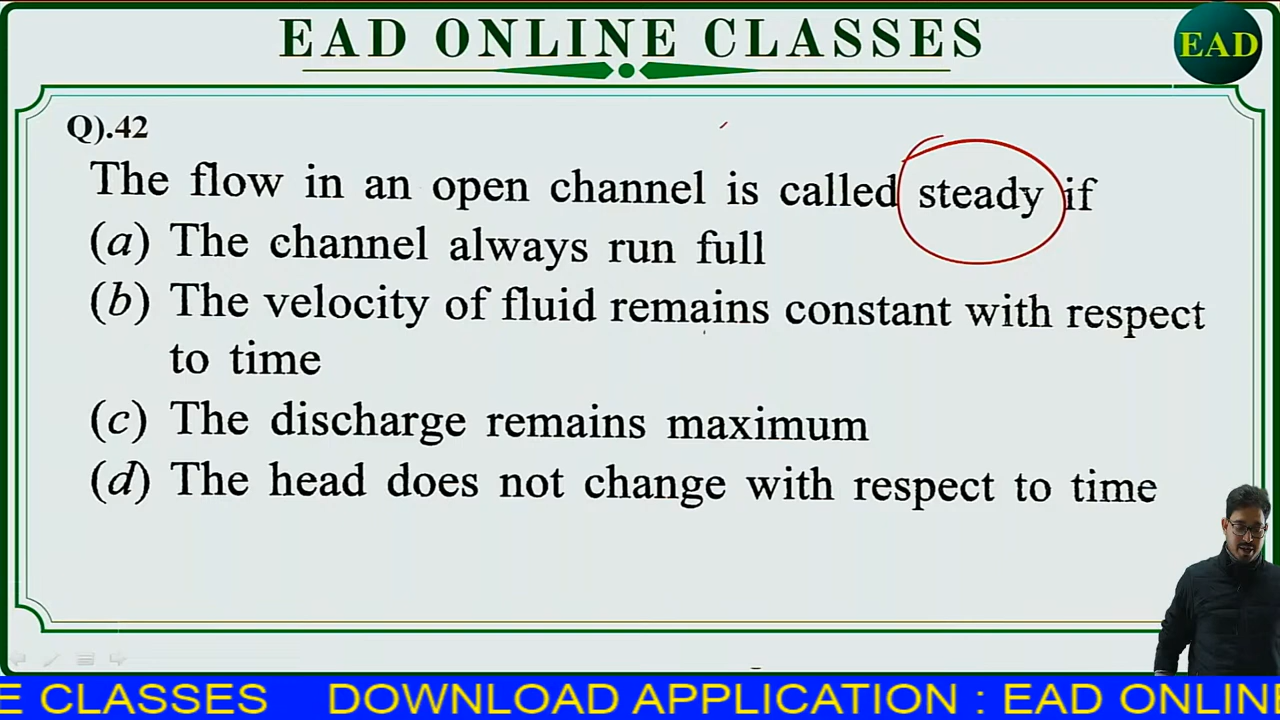 EAD ONLINE CLASSES
EAD
Q).42
The flow in an open channel is called steady if
(a) The channel always run full
(b) The velocity of fluid remains constant with respect
to time
(c) The discharge remains maximum
(d) The head does not change with respect to time
E CLASSES DOWNLOAD APPLICATION : EAD ONLINE